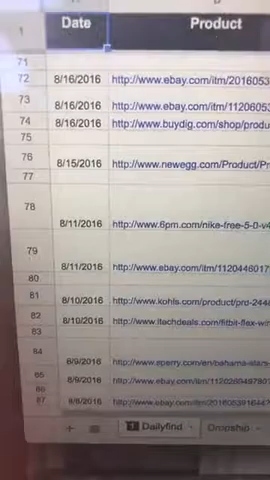 Date Product
1
71
72 8/16/2016 http://www.ebay.com/itm/2016053
73 8/16/2016 http://www.ebay.com/itm/1120605
74 8/16/2016 http://www.buydig.com/shop/produ
75
76 8/15/2016 http://www.newegg.com/Product/Pr
77
78 8/11/2016 http://www.6pm.com/nike-free-5-0-v4
79 8/11/2016 http://www.ebay.com/itm/1120446017
80
81 8/10/2016 http://www.kohls.com/product/prd-244
82 8/10/2016 http://www.itechdeals.com/fitbit-flex-wi
83
84 8/9/2016 http://www.sperry.com/en/bahama
85 8/9/2016 http://www.ebay.com/itm/
86
87 8/8/2016 http://www.ebay.com/itm/
+ 1 Dailyfind Dropship